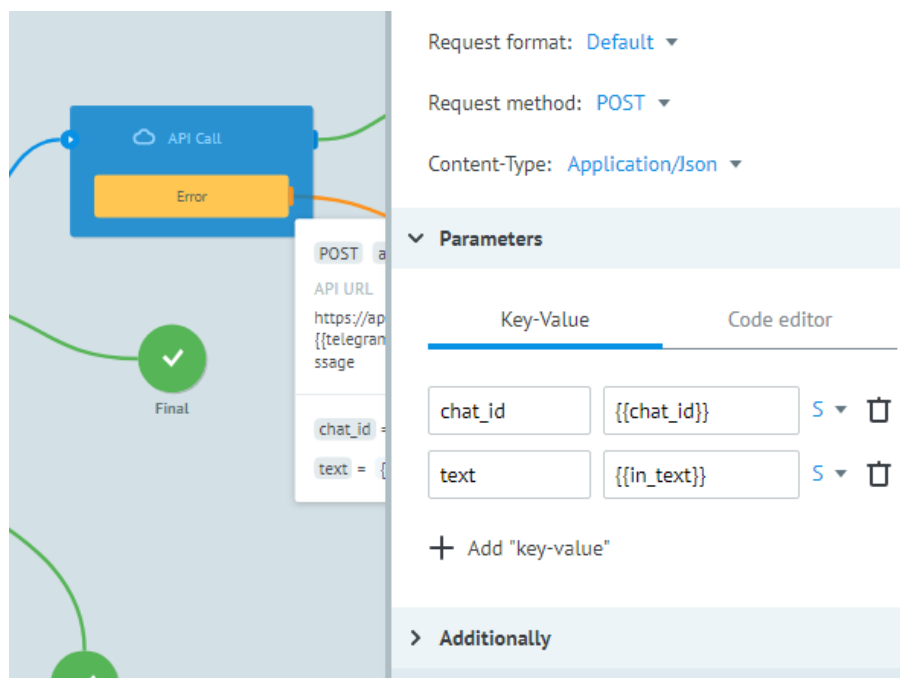 API Call
Error
POST
API URL
https://ap
{{telegran
ssage
chat_id =
text = {
Final
Request format: Default
Request method: POST
Content-Type: Application/Json
Parameters
Key-Value
Code editor
chat_id
{{chat_id}}
S
text
{{in_text}}
S
Add "key-value"
Additionally